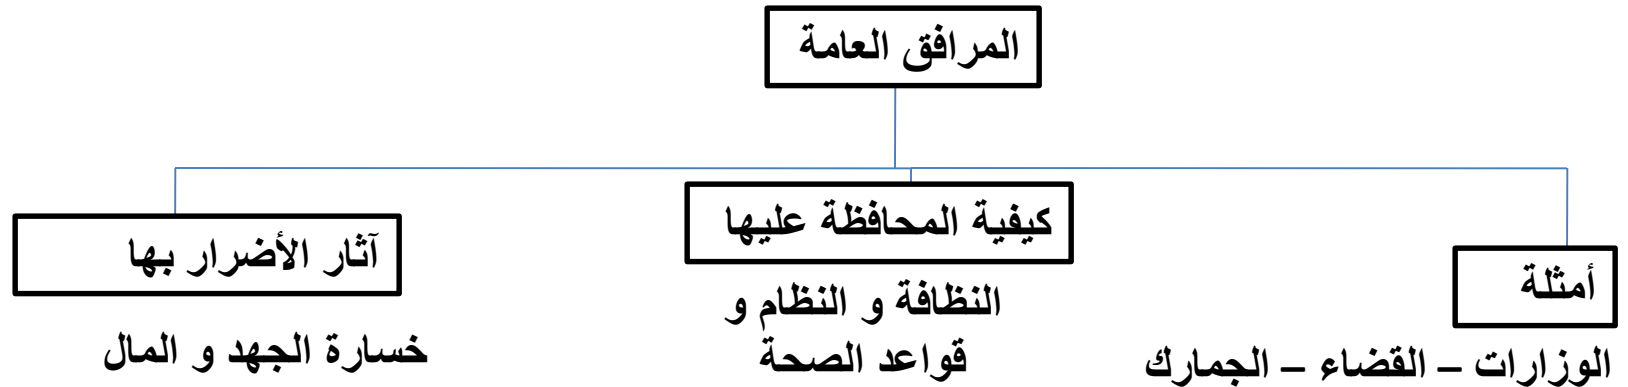 المرافق العامة
أمثلة
الوزارات – القضاء – الجمارك
كيفية المحافظة عليها
النظافة و النظام و
قواعد الصحة
آثار الأضرار بها
خسارة الجهد و المال